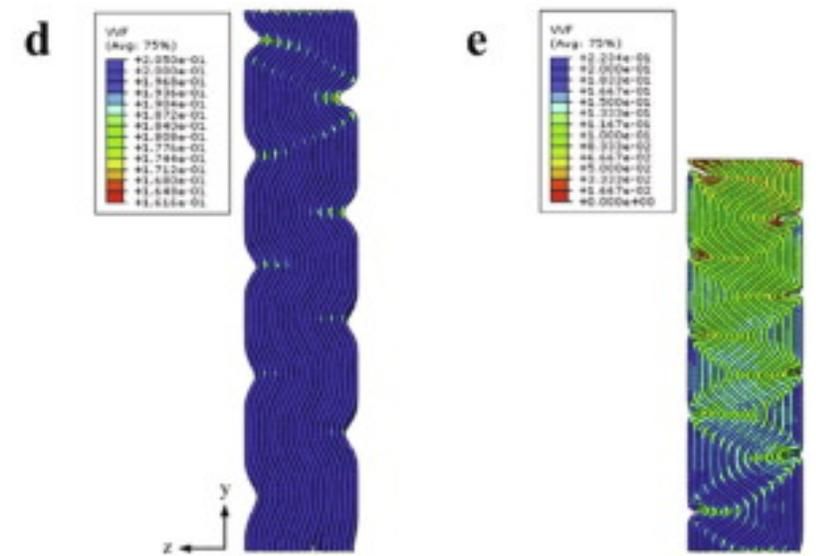 d
VVF
(Avg: 75%)
+2.050e-01
+2.000e-01
+1.968e-01
+1.936e-01
+1.904e-01
+1.872e-01
+1.840e-01
+1.808e-01
+1.776e-01
+1.744e-01
+1.712e-01
+1.680e-01
+1.648e-01
+1.616e-01
y
z
e
VVF
(Avg: 75%)
+2.234e-01
+2.000e-01
+1.833e-01
+1.667e-01
+1.500e-01
+1.333e-01
+1.167e-01
+1.000e-01
+8.333e-02
+6.667e-02
+5.000e-02
+3.333e-02
+1.667e-02
+0.000e+00